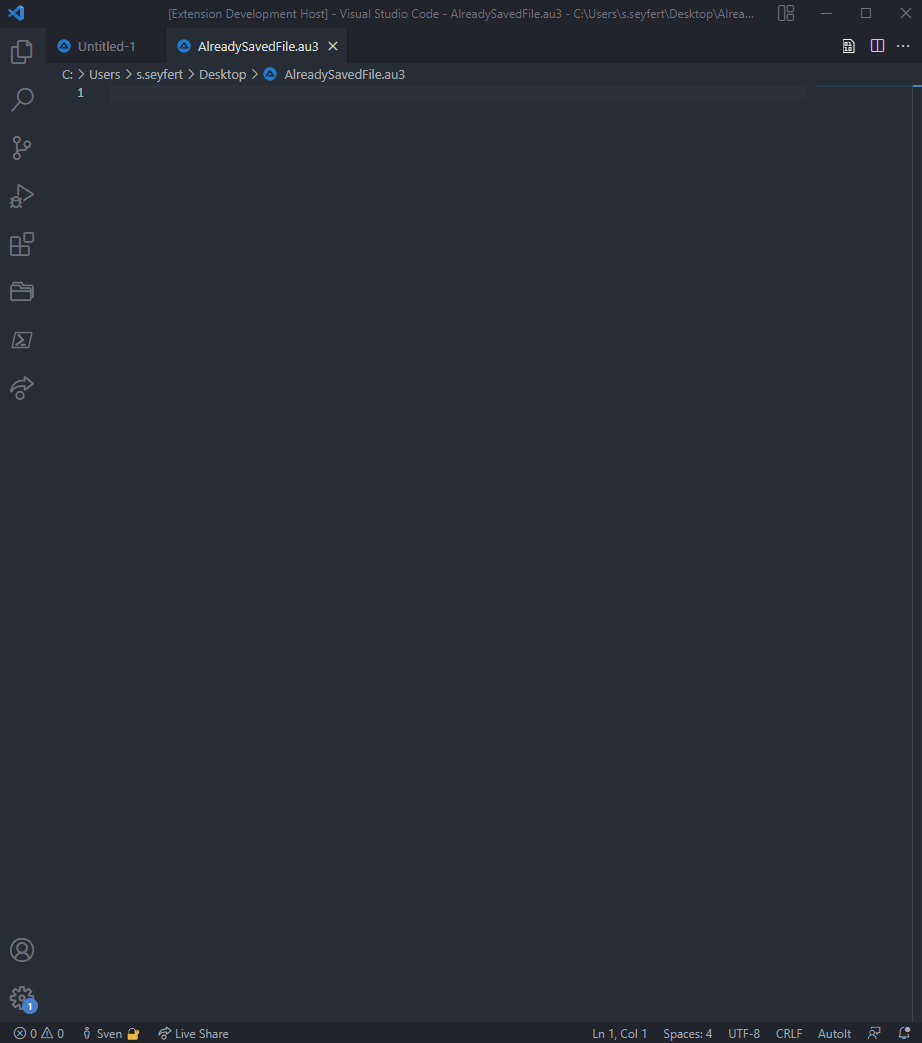 [Extension Development Host] - Visual Studio Code - AlreadySavedFile.au3 - C:\Users\s.seyfert\Desktop\Alrea...
Untitled-1 AlreadySavedFile.au3
C: > Users > s.seyfert > Desktop > AlreadySavedFile.au3
1
1
0 0 Sven Live Share Ln 1, Col 1 Spaces: 4 UTF-8 CRLF AutoIt